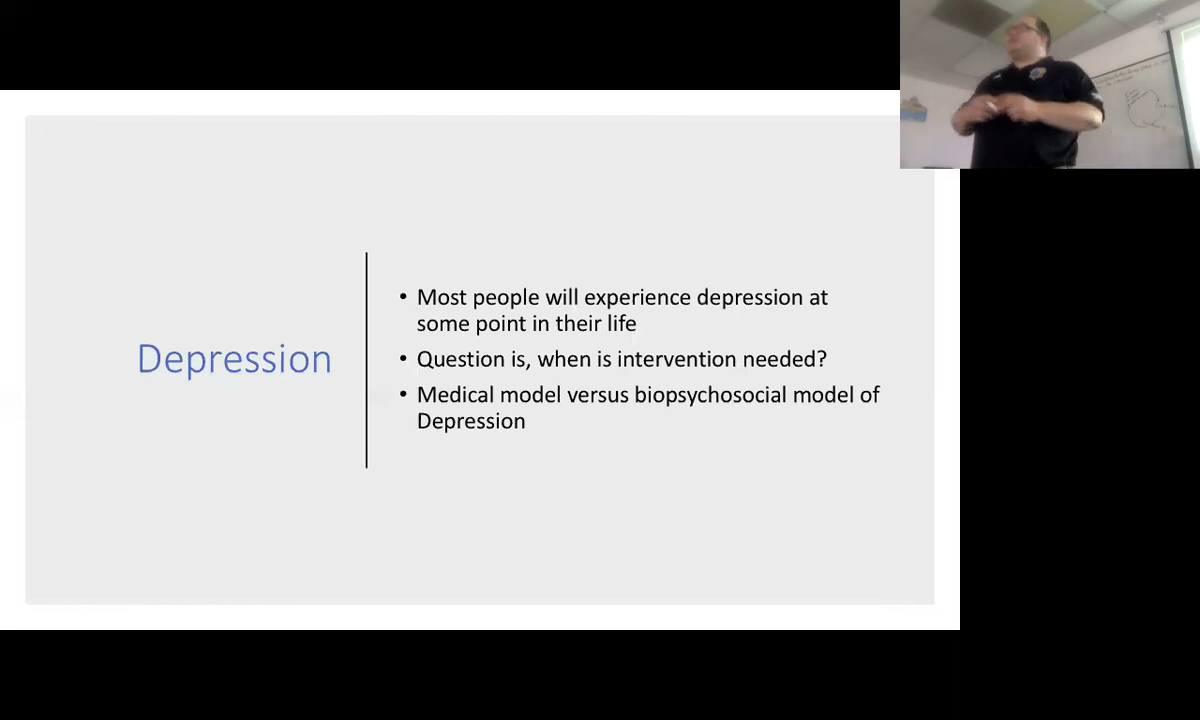 Depression
• Most people will experience depression at
some point in their life
• Question is, when is intervention needed?
• Medical model versus biopsychosocial model of
Depression